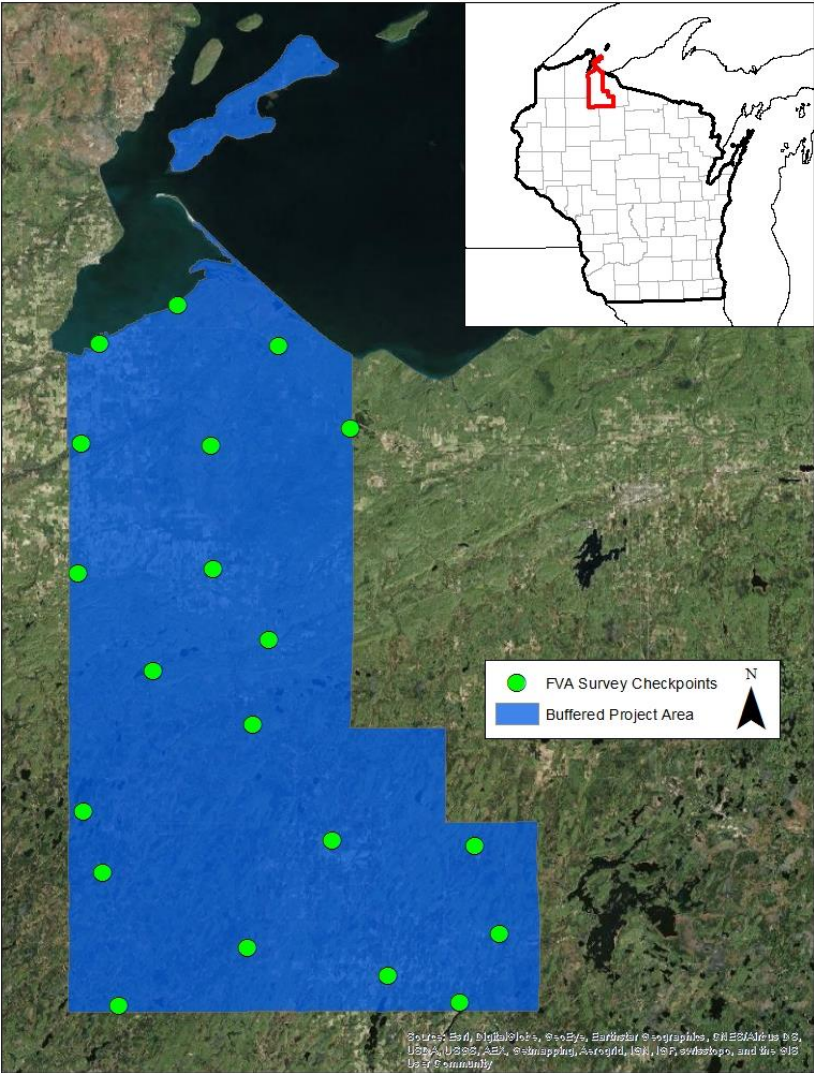 N
FVA Survey Checkpoints
Buffered Project Area
Source: Esri, DigitalGlobe, GeoEye, Earthstar Geographics, CNES/Airbus DS,
USDA, USGS, AEX, Getmapping, Aerogrid, IGN, IGP, swisstopo, and the GIS
User Community